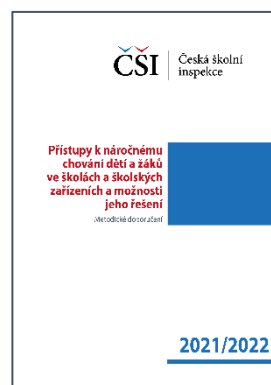 ČŠI
Česká školní
inspekce
Přístupy k náročnému
chování dětí a žáků
ve školách a školských
zařízeních a možnosti
jeho řešení
Metodické doporučení
2021/2022